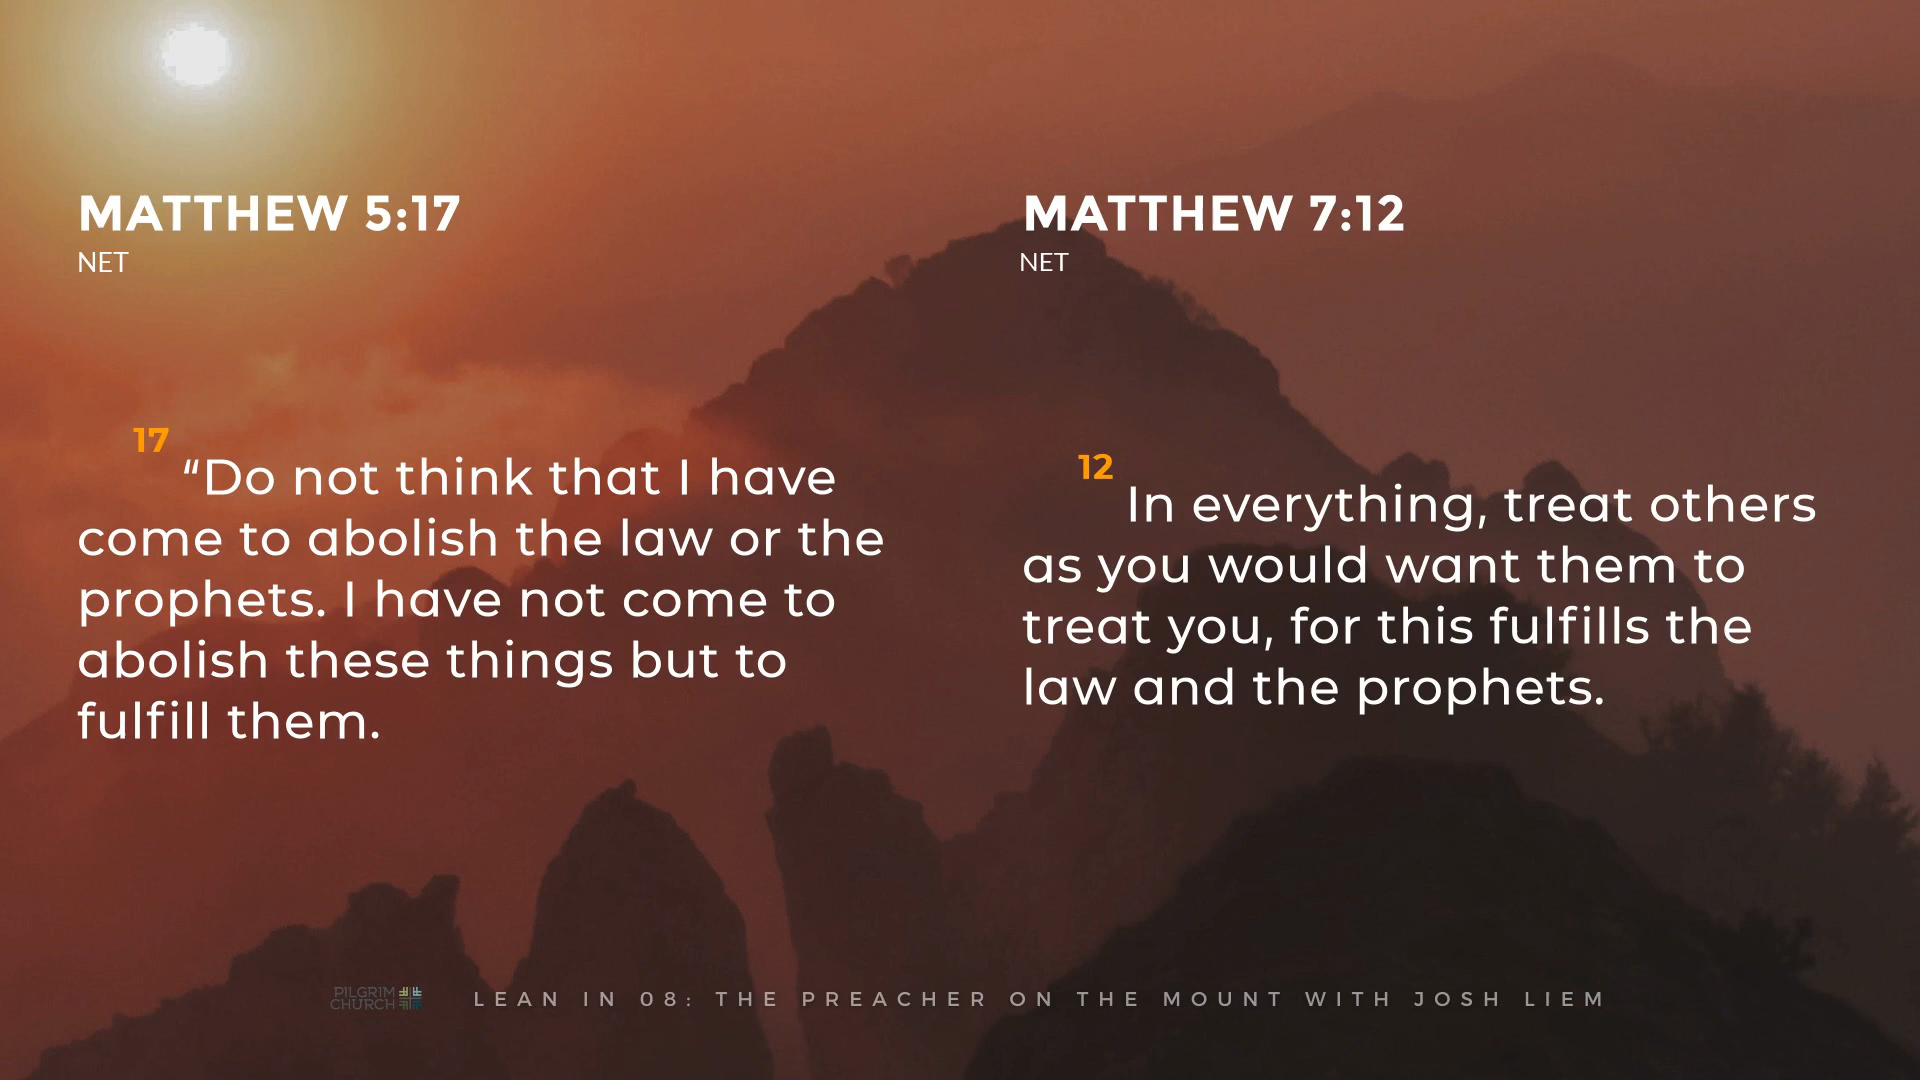 MATTHEW 5:17
NET
17 “Do not think that I have
come to abolish the law or the
prophets. I have not come to
abolish these things but to
fulfill them.
MATTHEW 7:12
NET
12 In everything, treat others
as you would want them to
treat you, for this fulfills the
law and the prophets.
PILGRIM
CHURCH
LEAN IN 08: THE PREACHER ON THE MOUNT WITH JOSH LIEM